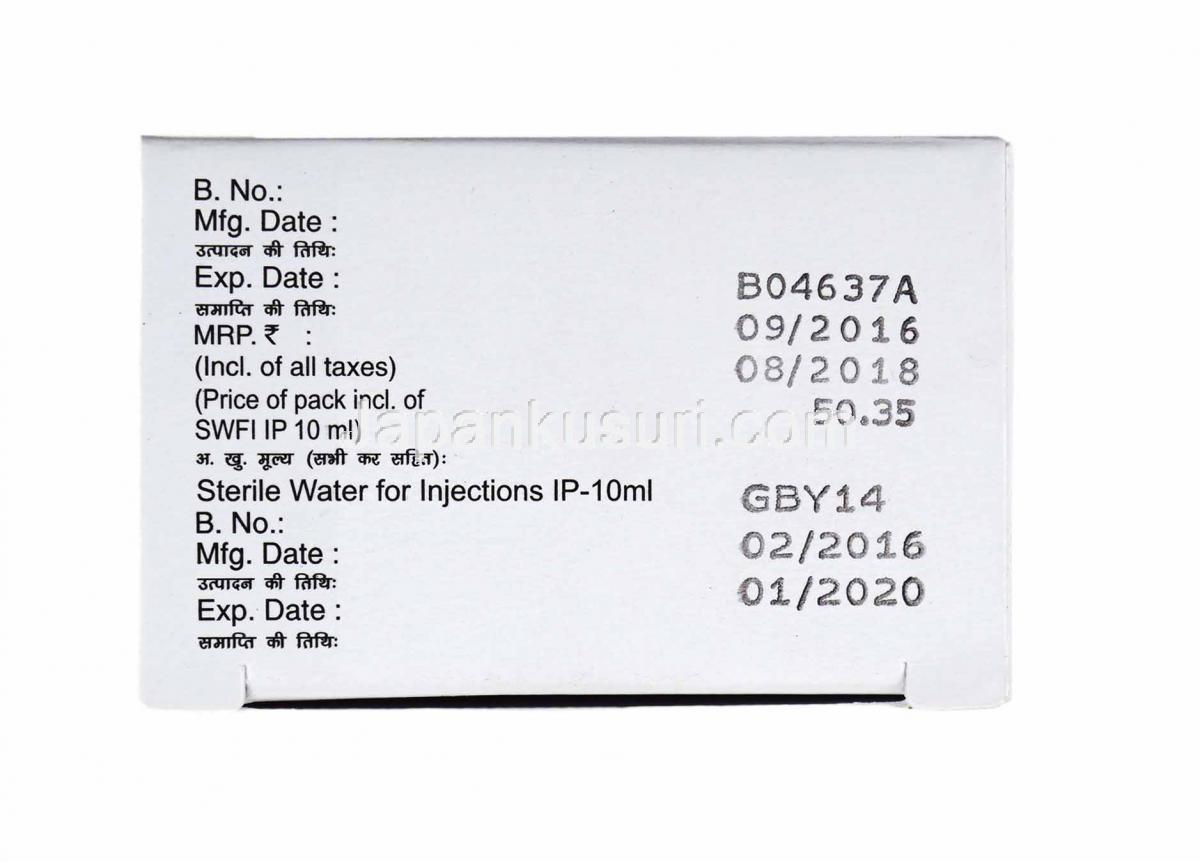 B. No.:
Mfg. Date :
उत्पादन की तिथिः
Exp. Date :
समाप्ति की तिथिः
MRP. ₹ :
(Incl. of all taxes)
(Price of pack incl. of
SWFI IP 10 ml)
अ. खु. मूल्य (सभी कर सहित):
B04637A
09/2016
08/2018
50.35
Japankusuri.com
Sterile Water for Injections IP-10ml
B. No.:
Mfg. Date :
उत्पादन की तिथिः
Exp. Date :
समाप्ति की तिथिः
GBY14
02/2016
01/2020